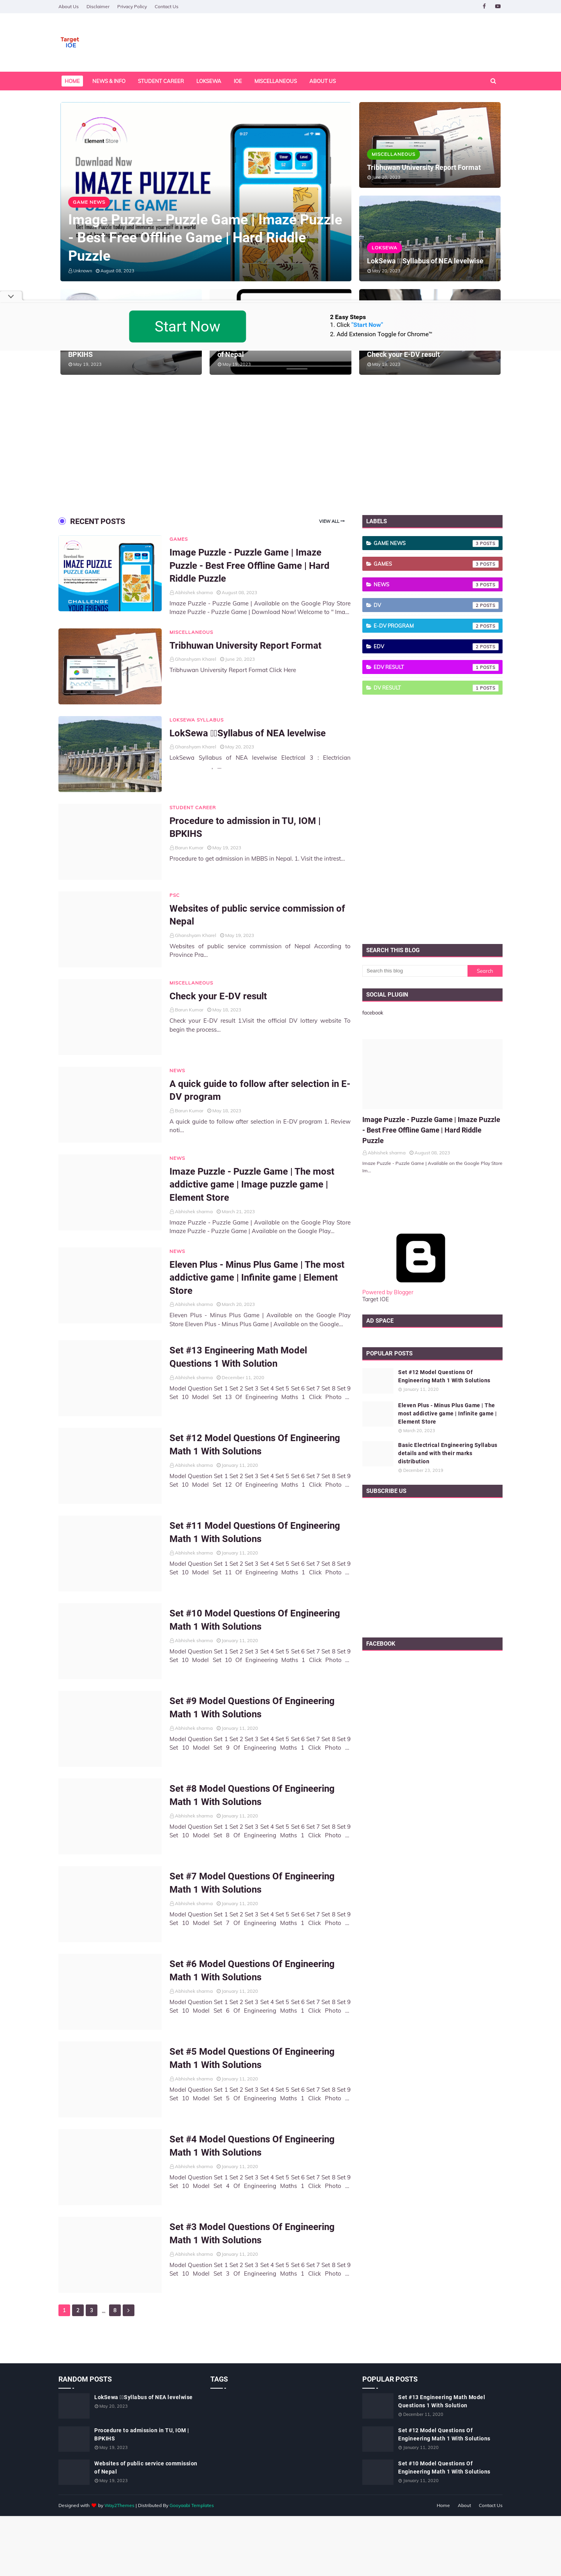 About Us Disclaimer Privacy Policy Contact Us
Target
IOE
HOME NEWS & INFO STUDENT CAREER LOKSEWA IOE MISCELLANEOUS ABOUT US
Element Store
Download Now
IMAZE PUZZLE
PUZZLE GAME
GAME NEWS
Image Puzzle - Puzzle Game | Imaze Puzzle
- Best Free Offline Game | Hard Riddle
Puzzle
Unknown August 08, 2023
MISCELLANEOUS
Tribhuwan University Report Format
June 20, 2023
LOKSEWA
LokSewa Syllabus of NEA levelwise
May 20, 2023
Start Now
2 Easy Steps
1. Click "Start Now"
2. Add Extension Toggle for Chrome™
BPKIHS
May 19, 2023
of Nepal
May 19, 2023
Check your E-DV result
May 18, 2023
RECENT POSTS
VIEW ALL
GAMES
Image Puzzle - Puzzle Game | Imaze
Puzzle - Best Free Offline Game | Hard
Riddle Puzzle
Abhishek sharma August 08, 2023
Imaze Puzzle - Puzzle Game | Available on the Google Play Store
Imaze Puzzle - Puzzle Game | Download Now! Welcome to " Ima...
Element Store
Download Now
IMAZE PUZZLE
PUZZLE GAME
CHALLENGE
YOUR FRIENDS
MISCELLANEOUS
Tribhuwan University Report Format
Ghanshyam Khanal June 20, 2023
Tribhuwan University Report Format Click Here
LOKSEWA SYLLABUS
LokSewa Syllabus of NEA levelwise
Ghanshyam Khanal May 20, 2023
LokSewa Syllabus of NEA levelwise Electrical 3 : Electrician
...
STUDENT CAREER
Procedure to admission in TU, IOM |
BPKIHS
Barun Kumar May 19, 2023
Procedure to get admission in MBBS in Nepal. 1. Visit the intrest...
PSC
Websites of public service commission of
Nepal
Ghanshyam Khanal May 19, 2023
Websites of public service commission of Nepal According to
Province Pra...
MISCELLANEOUS
Check your E-DV result
Barun Kumar May 18, 2023
Check your E-DV result 1.Visit the official DV lottery website To
begin the process...
NEWS
A quick guide to follow after selection in E-
DV program
Barun Kumar May 18, 2023
A quick guide to follow after selection in E-DV program 1. Review
noti...
NEWS
Imaze Puzzle - Puzzle Game | The most
addictive game | Image puzzle game |
Element Store
Abhishek sharma March 21, 2023
Imaze Puzzle - Puzzle Game | Available on the Google Play Store
Imaze Puzzle - Puzzle Game | Available on the Google Play...
NEWS
Eleven Plus - Minus Plus Game | The most
addictive game | Infinite game | Element
Store
Abhishek sharma March 20, 2023
Eleven Plus - Minus Plus Game | Available on the Google Play
Store Eleven Plus - Minus Plus Game | Available on the Google...
Set #13 Engineering Math Model
Questions 1 With Solution
Abhishek sharma December 11, 2020
Model Question Set 1 Set 2 Set 3 Set 4 Set 5 Set 6 Set 7 Set 8 Set 9
Set 10 Model Set 13 Of Engineering Maths 1 Click Photo ...
Set #12 Model Questions Of Engineering
Math 1 With Solutions
Abhishek sharma January 11, 2020
Model Question Set 1 Set 2 Set 3 Set 4 Set 5 Set 6 Set 7 Set 8 Set 9
Set 10 Model Set 12 Of Engineering Maths 1 Click Photo ...
Set #11 Model Questions Of Engineering
Math 1 With Solutions
Abhishek sharma January 11, 2020
Model Question Set 1 Set 2 Set 3 Set 4 Set 5 Set 6 Set 7 Set 8 Set 9
Set 10 Model Set 11 Of Engineering Maths 1 Click Photo ...
Set #10 Model Questions Of Engineering
Math 1 With Solutions
Abhishek sharma January 11, 2020
Model Question Set 1 Set 2 Set 3 Set 4 Set 5 Set 6 Set 7 Set 8 Set 9
Set 10 Model Set 10 Of Engineering Maths 1 Click Photo ...
Set #9 Model Questions Of Engineering
Math 1 With Solutions
Abhishek sharma January 11, 2020
Model Question Set 1 Set 2 Set 3 Set 4 Set 5 Set 6 Set 7 Set 8 Set 9
Set 10 Model Set 9 Of Engineering Maths 1 Click Photo ...
Set #8 Model Questions Of Engineering
Math 1 With Solutions
Abhishek sharma January 11, 2020
Model Question Set 1 Set 2 Set 3 Set 4 Set 5 Set 6 Set 7 Set 8 Set 9
Set 10 Model Set 8 Of Engineering Maths 1 Click Photo ...
Set #7 Model Questions Of Engineering
Math 1 With Solutions
Abhishek sharma January 11, 2020
Model Question Set 1 Set 2 Set 3 Set 4 Set 5 Set 6 Set 7 Set 8 Set 9
Set 10 Model Set 7 Of Engineering Maths 1 Click Photo ...
Set #6 Model Questions Of Engineering
Math 1 With Solutions
Abhishek sharma January 11, 2020
Model Question Set 1 Set 2 Set 3 Set 4 Set 5 Set 6 Set 7 Set 8 Set 9
Set 10 Model Set 6 Of Engineering Maths 1 Click Photo ...
Set #5 Model Questions Of Engineering
Math 1 With Solutions
Abhishek sharma January 11, 2020
Model Question Set 1 Set 2 Set 3 Set 4 Set 5 Set 6 Set 7 Set 8 Set 9
Set 10 Model Set 5 Of Engineering Maths 1 Click Photo ...
Set #4 Model Questions Of Engineering
Math 1 With Solutions
Abhishek sharma January 11, 2020
Model Question Set 1 Set 2 Set 3 Set 4 Set 5 Set 6 Set 7 Set 8 Set 9
Set 10 Model Set 4 Of Engineering Maths 1 Click Photo ...
Set #3 Model Questions Of Engineering
Math 1 With Solutions
Abhishek sharma January 11, 2020
Model Question Set 1 Set 2 Set 3 Set 4 Set 5 Set 6 Set 7 Set 8 Set 9
Set 10 Model Set 3 Of Engineering Maths 1 Click Photo ...
1 2 3 ... 8
LABELS
GAME NEWS 3 POSTS
GAMES 3 POSTS
NEWS 3 POSTS
DV 2 POSTS
E-DV PROGRAM 2 POSTS
EDV 2 POSTS
EDV RESULT 1 POSTS
DV RESULT 1 POSTS
SEARCH THIS BLOG
Search this blog Search
SOCIAL PLUGIN
facebook
Image Puzzle - Puzzle Game | Imaze Puzzle
- Best Free Offline Game | Hard Riddle
Puzzle
Abhishek sharma August 08, 2023
Imaze Puzzle - Puzzle Game | Available on the Google Play Store
Im...
Powered by Blogger
Target IOE
AD SPACE
POPULAR POSTS
Set #12 Model Questions Of
Engineering Math 1 With Solutions
January 11, 2020
Eleven Plus - Minus Plus Game | The
most addictive game | Infinite game |
Element Store
March 20, 2023
Basic Electrical Engineering Syllabus
details and with their marks
distribution
December 23, 2019
SUBSCRIBE US
FACEBOOK
RANDOM POSTS
LokSewa Syllabus of NEA levelwise
May 20, 2023
Procedure to admission in TU, IOM |
BPKIHS
May 19, 2023
Websites of public service commission
of Nepal
May 19, 2023
TAGS
POPULAR POSTS
Set #13 Engineering Math Model
Questions 1 With Solution
December 11, 2020
Set #12 Model Questions Of
Engineering Math 1 With Solutions
January 11, 2020
Set #10 Model Questions Of
Engineering Math 1 With Solutions
January 11, 2020
Designed with by Way2Themes | Distributed By Gooyaabi Templates
Home About Contact Us